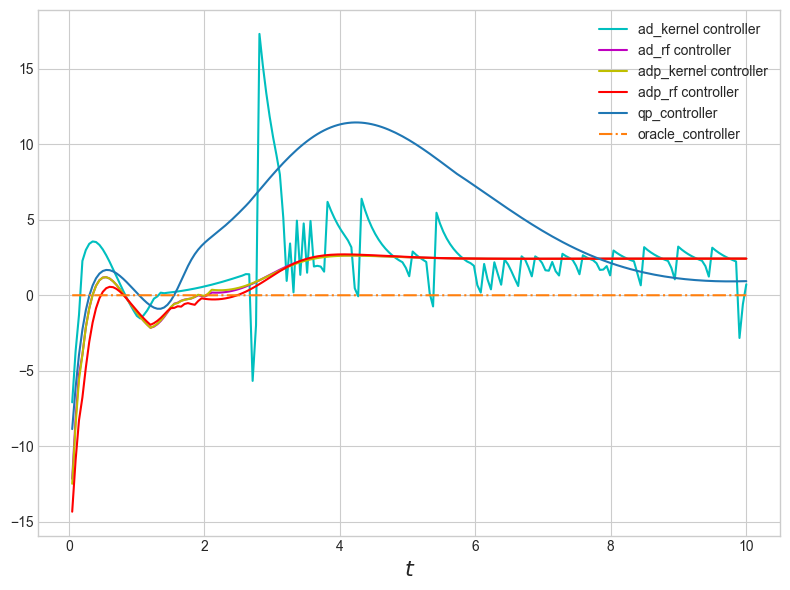 15
10
5
0
−5
−10
−15
ad_kernel controller
ad_rf controller
adp_kernel controller
adp_rf controller
qp_controller
oracle_controller
0 2 4 6 8 10
t